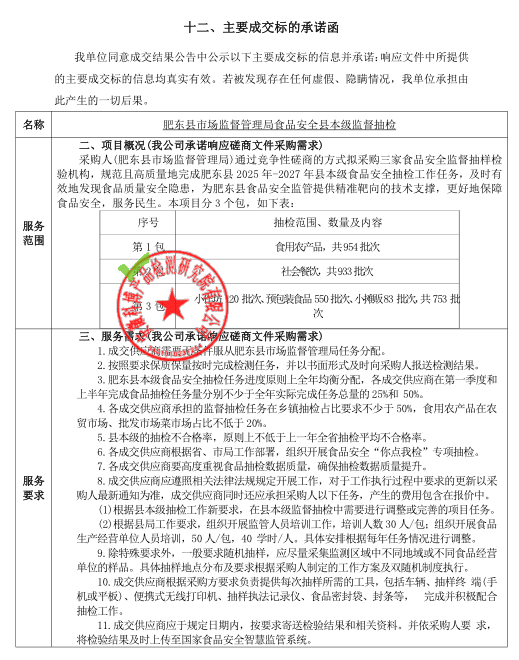 十二、主要成交标的承诺函
我单位同意成交结果公告中公示以下主要成交标的信息并承诺：响应文件中所提供
的主要成交标的信息均真实有效。若被发现存在任何虚假、隐瞒情况，我单位承担由
此产生的一切后果。
名称
肥东县市场监督管理局食品安全县本级监督抽检
服务
范围
二、项目概况(我公司承诺响应磋商文件采购需求)
采购人(肥东县市场监督管理局)通过竞争性磋商的方式拟采购三家食品安全监督抽样检
验机构，规范且高质量地完成肥东县 2025 年-2027 年县本级食品安全抽检工作任务，及时有
效地发现食品质量安全隐患，为肥东县食品安全监管提供精准靶向的技术支撑，更好地保障
食品安全，服务民生。本项目分 3 个包，如下表：
序号
抽检范围、数量及内容
第 1 包
食用农产品，共 954 批次
第 2
社会餐饮，共 933 批次
第 3 包
20 批次、预包装食品 550 批次、小摊贩 83 批次，共 753 批
次
服务
要求
三、服务需求(我公司承诺响应磋商文件采购需求)
1.成交供应商需要无条件服从肥东县市场监督管理局任务分配。
2.按照要求保质保量按时完成检测任务，并以书面形式及时向采购人报送检测结果。
3.肥东县本级食品安全抽检任务进度原则上全年均衡分配，各成交供应商在第一季度和
上半年完成食品抽检任务量分别不少于全年实际完成任务总量的 25%和 50%。
4.各成交供应商承担的监督抽检任务在乡镇抽检占比要求不少于 50%，食用农产品在农
贸市场、批发市场菜市场占比不低于 20%。
5.县本级的抽检不合格率，原则上不低于上一年全省抽检平均不合格率。
6.各成交供应商根据省、市局工作部署，组织开展食品安全“你点我检”专项抽检。
7.各成交供应商要高度重视食品抽检数据质量，确保抽检数据质量提升。
8.成交供应商应遵照相关法律法规规定开展工作，对于工作执行过程中要求的更新以采
购人最新通知为准，成交供应商同时还应承担采购人以下任务，产生的费用包含在报价中。
(1)根据县本级抽检工作新要求，在县本级监督抽检中需要进行调整或完善的项目任务。
(2)根据县局工作要求，组织开展监管人员培训工作，培训人数 30 人/包；组织开展食品
生产经营单位人员培训，50 人/包，40 学时/人。具体安排根据每年任务情况进行调整。
9.除特殊要求外，一般要求随机抽样，应尽量采集监测区域中不同地域或不同食品经营
单位的样品。具体抽样地点分布及要求根据采购人制定的工作方案及双随机制度执行。
10.成交供应商根据采购方要求负责提供每次抽样所需的工具，包括车辆、抽样终 端(手
机或平板)、便携式无线打印机、抽样执法记录仪、食品密封袋、封条等， 完成并积极配合
抽检工作。
11.成交供应商应于规定日期内，按要求寄送检验结果和相关资料。并依采购人要 求，
将检验结果及时上传至国家食品安全智慧监管系统。